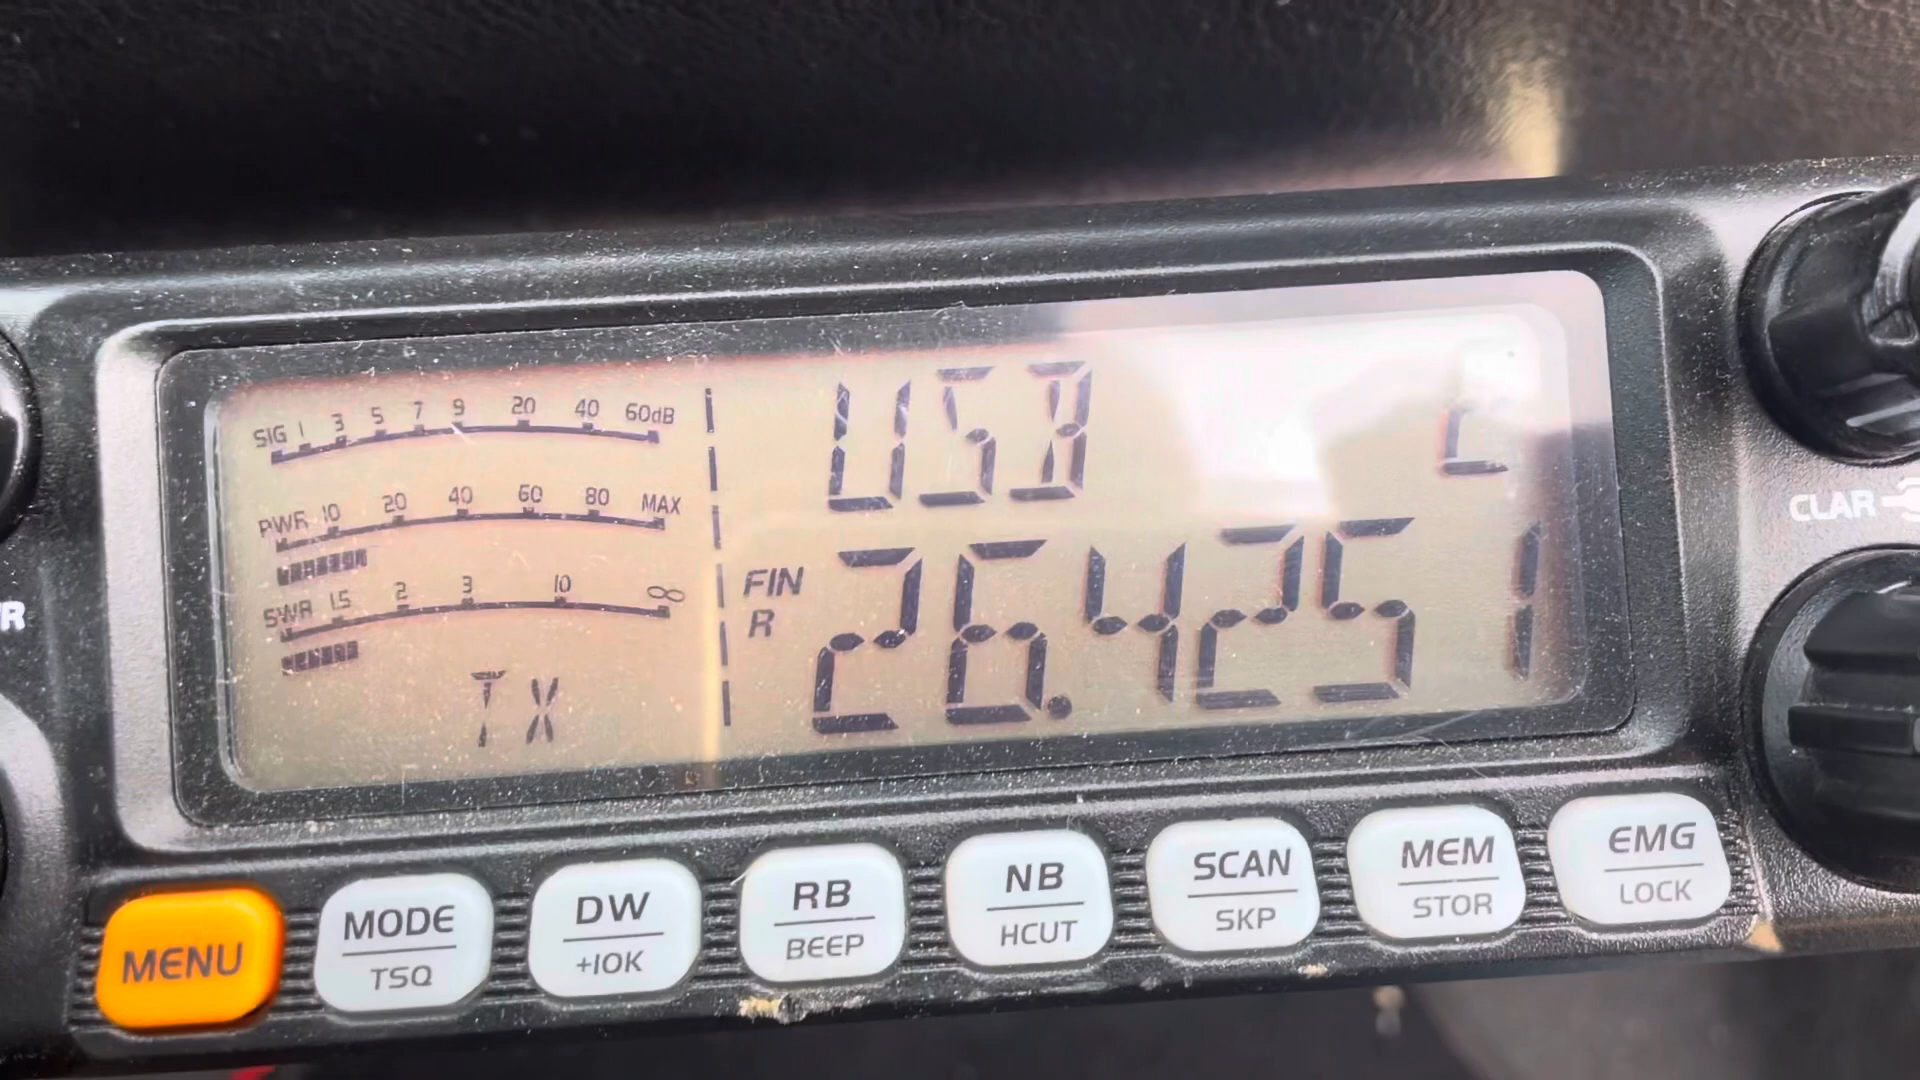 SIG 1 3 5 7 9 20 40 60dB
PWR 10 20 40 60 80 MAX
SWR 1.5 2 3 10 ∞
TX
USB C
FIN
R
26.4251
R
CLAR
MENU
MODE
TSQ
DW
+10K
RB
BEEP
NB
HCUT
SCAN
SKP
MEM
STOR
EMG
LOCK